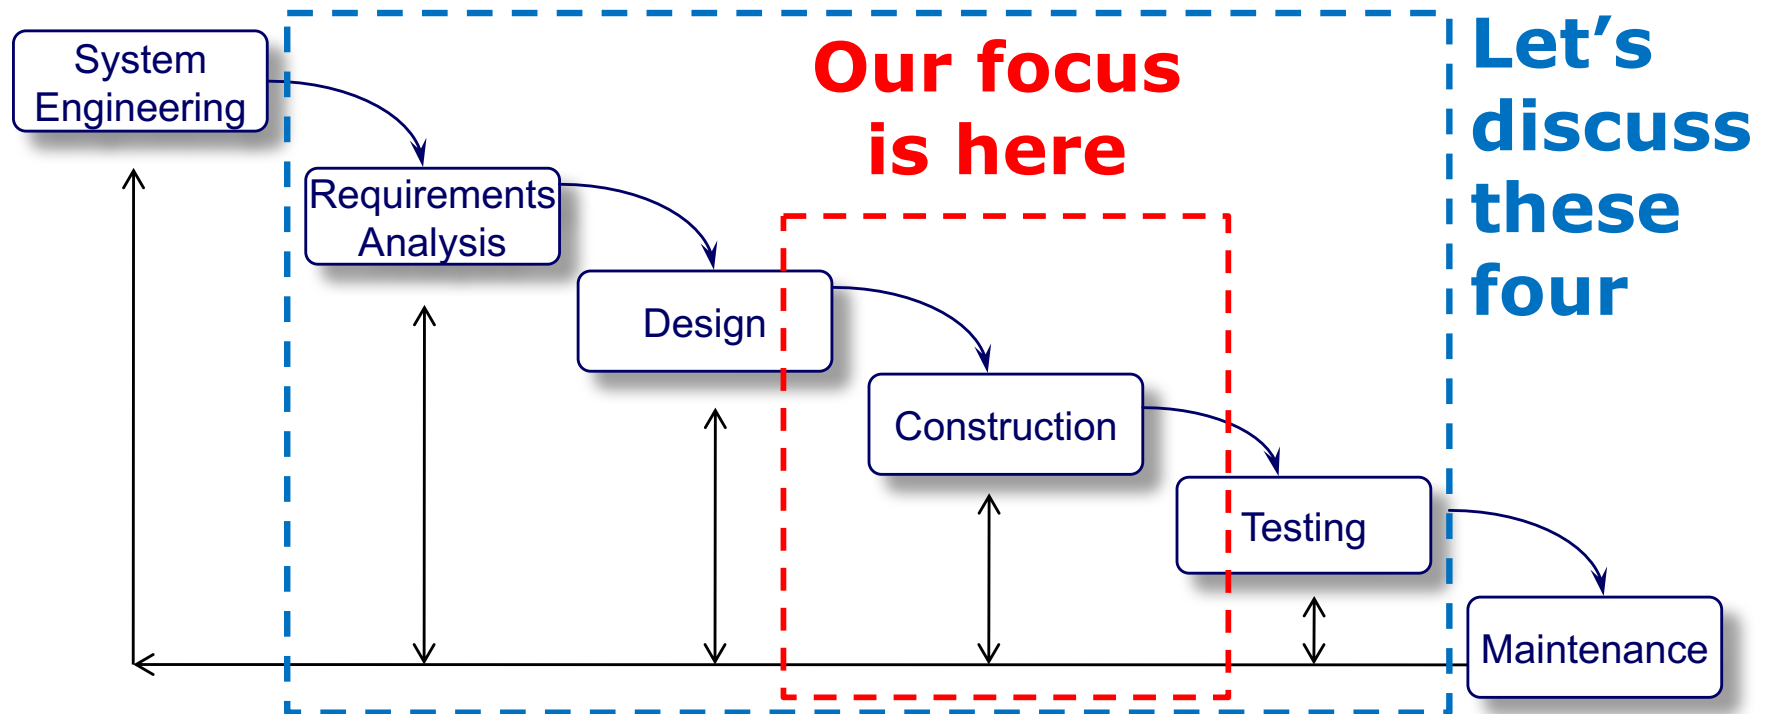 System
Engineering
Our focus
is here
Let’s
discuss
these
four
Requirements
Analysis
Design
Construction
Testing
Maintenance